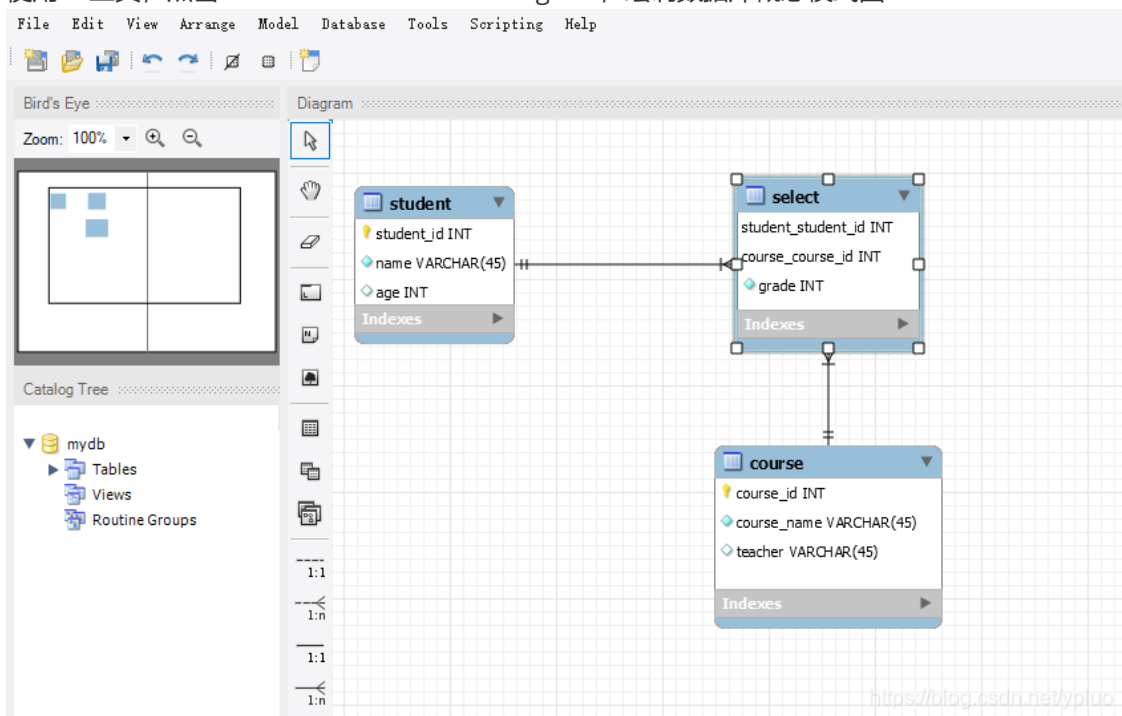 File Edit View Arrange Model Database Tools Scripting Help
Bird's Eye
Diagram
Zoom: 100%
student
student_id INT
name VARCHAR(45)
age INT
Indexes
select
student_student_id INT
course_course_id INT
grade INT
Indexes
Catalog Tree
mydb
Tables
Views
Routine Groups
course
course_id INT
course_name VARCHAR(45)
teacher VARCHAR(45)
Indexes
1:1
1:n
1:1
1:n
https://blog.csdn.net/ypluo